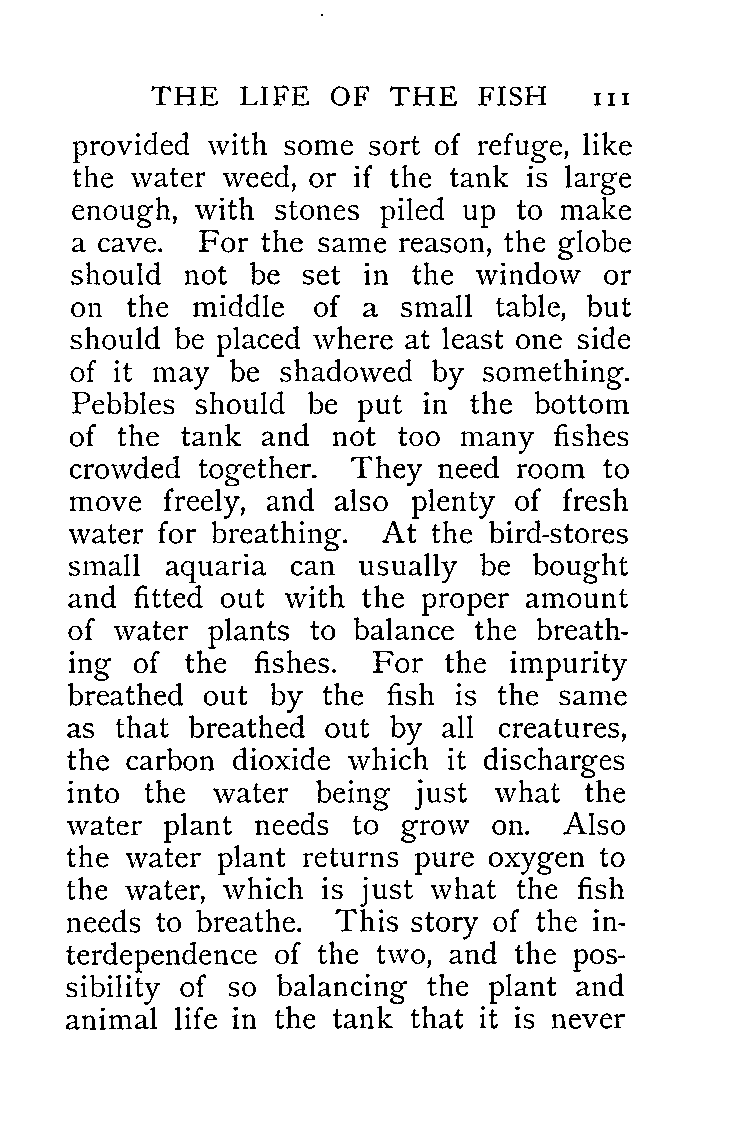 THE LIFE OF THE FISH 111
provided with some sort of refuge, like
the water weed, or if the tank is large
enough, with stones piled up to make
a cave. For the same reason, the globe
should not be set in the window or
on the middle of a small table, but
should be placed where at least one side
of it may be shadowed by something.
Pebbles should be put in the bottom
of the tank and not too many fishes
crowded together. They need room to
move freely, and also plenty of fresh
water for breathing. At the bird-stores
small aquaria can usually be bought
and fitted out with the proper amount
of water plants to balance the breath-
ing of the fishes. For the impurity
breathed out by the fish is the same
as that breathed out by all creatures,
the carbon dioxide which it discharges
into the water being just what the
water plant needs to grow on. Also
the water plant returns pure oxygen to
the water, which is just what the fish
needs to breathe. This story of the in-
terdependence of the two, and the pos-
sibility of so balancing the plant and
animal life in the tank that it is never